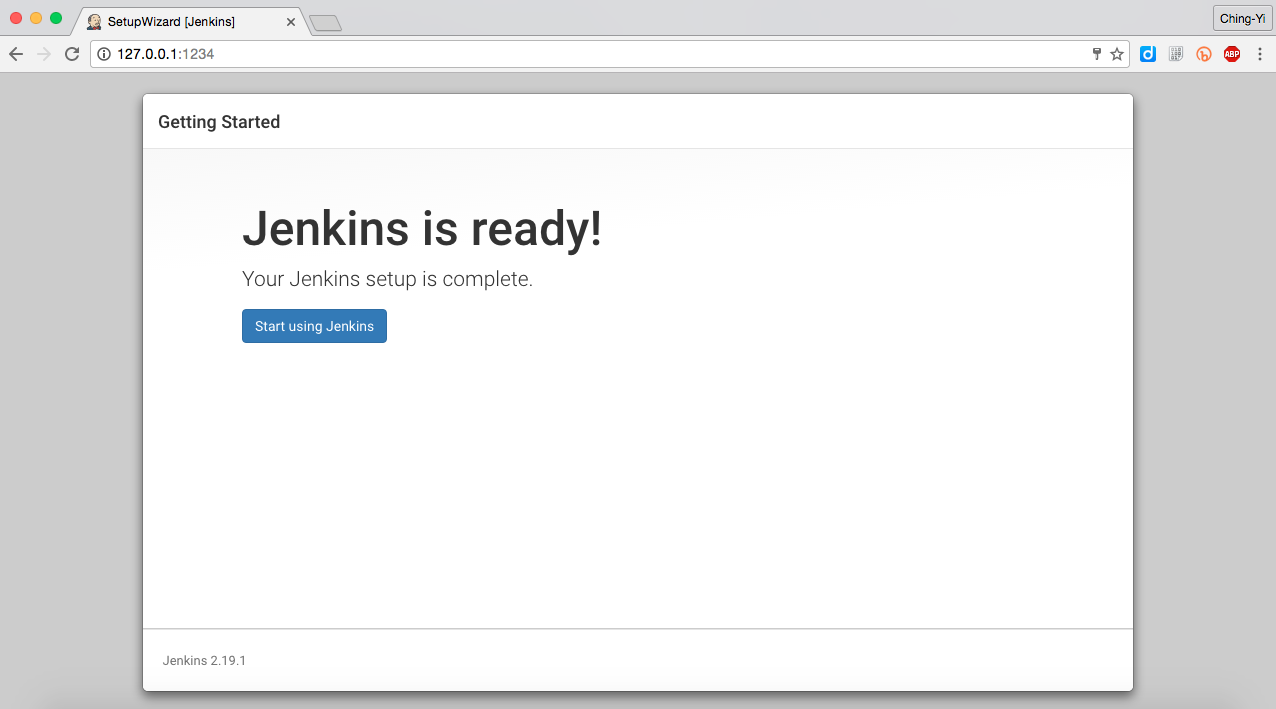 SetupWizard [Jenkins]
Ching-Yi
127.0.0.1:1234
ABP
Getting Started
Jenkins is ready!
Your Jenkins setup is complete.
Start using Jenkins
Jenkins 2.19.1